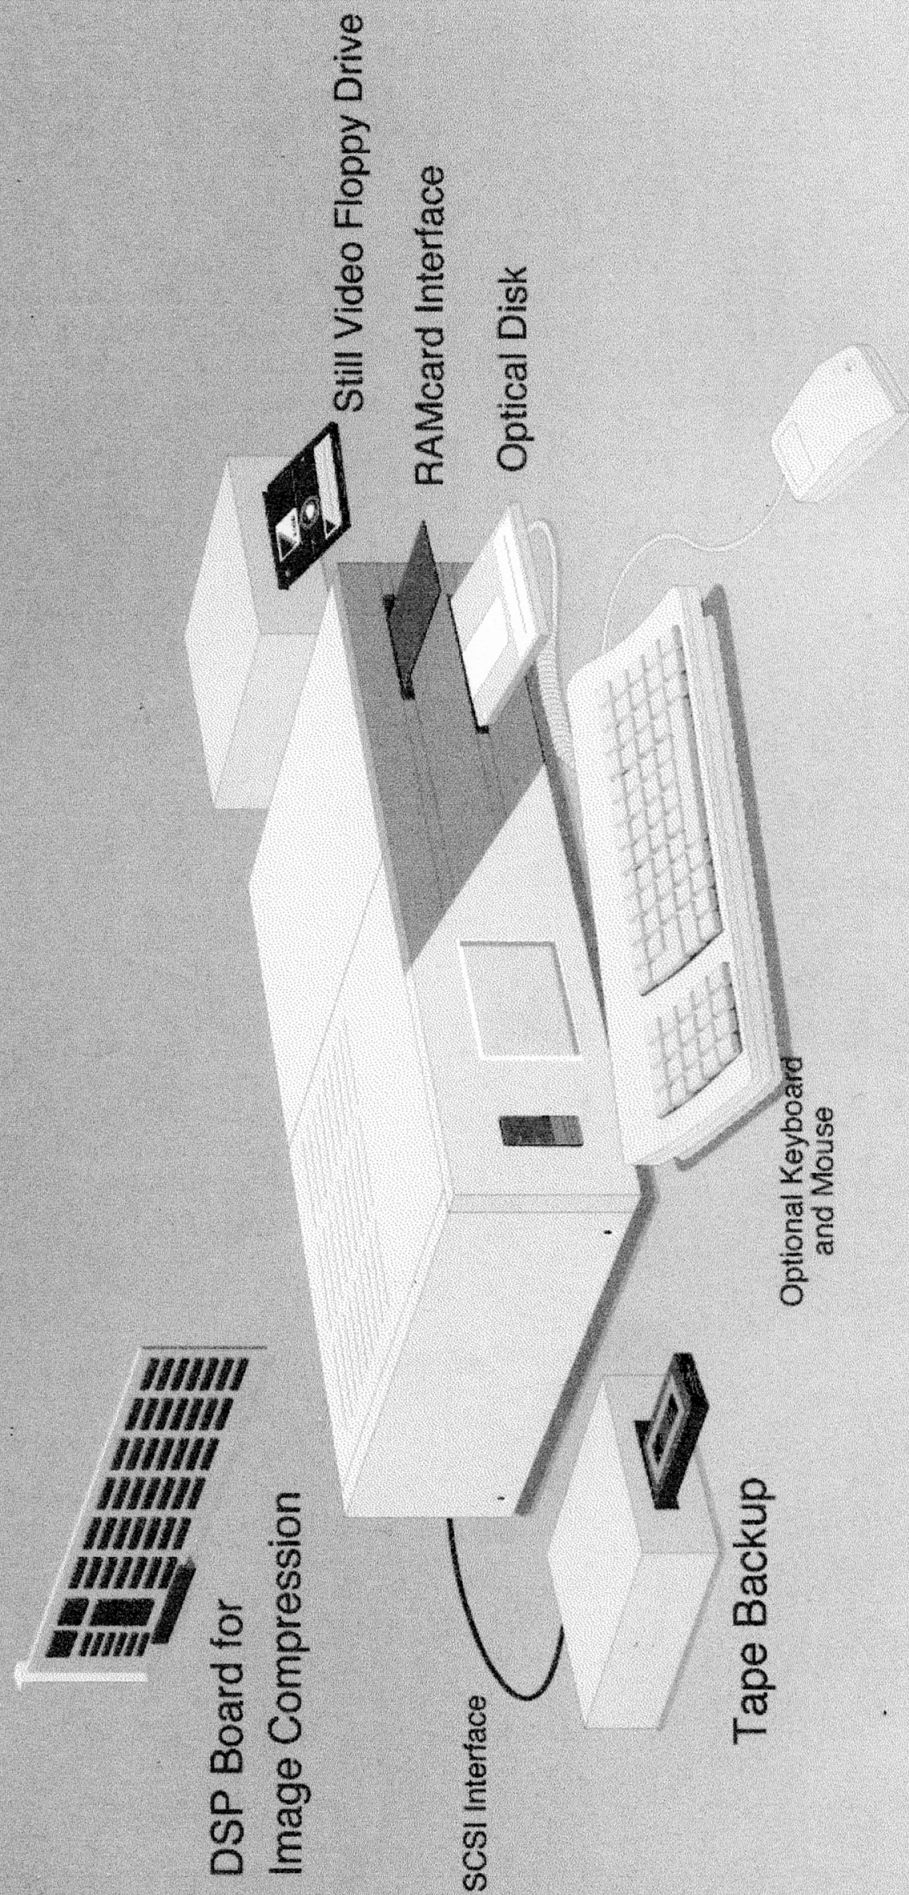 DSP Board for
Image Compression
SCSI Interface
Tape Backup
Still Video Floppy Drive
RAMcard Interface
Optical Disk
Optional Keyboard
and Mouse